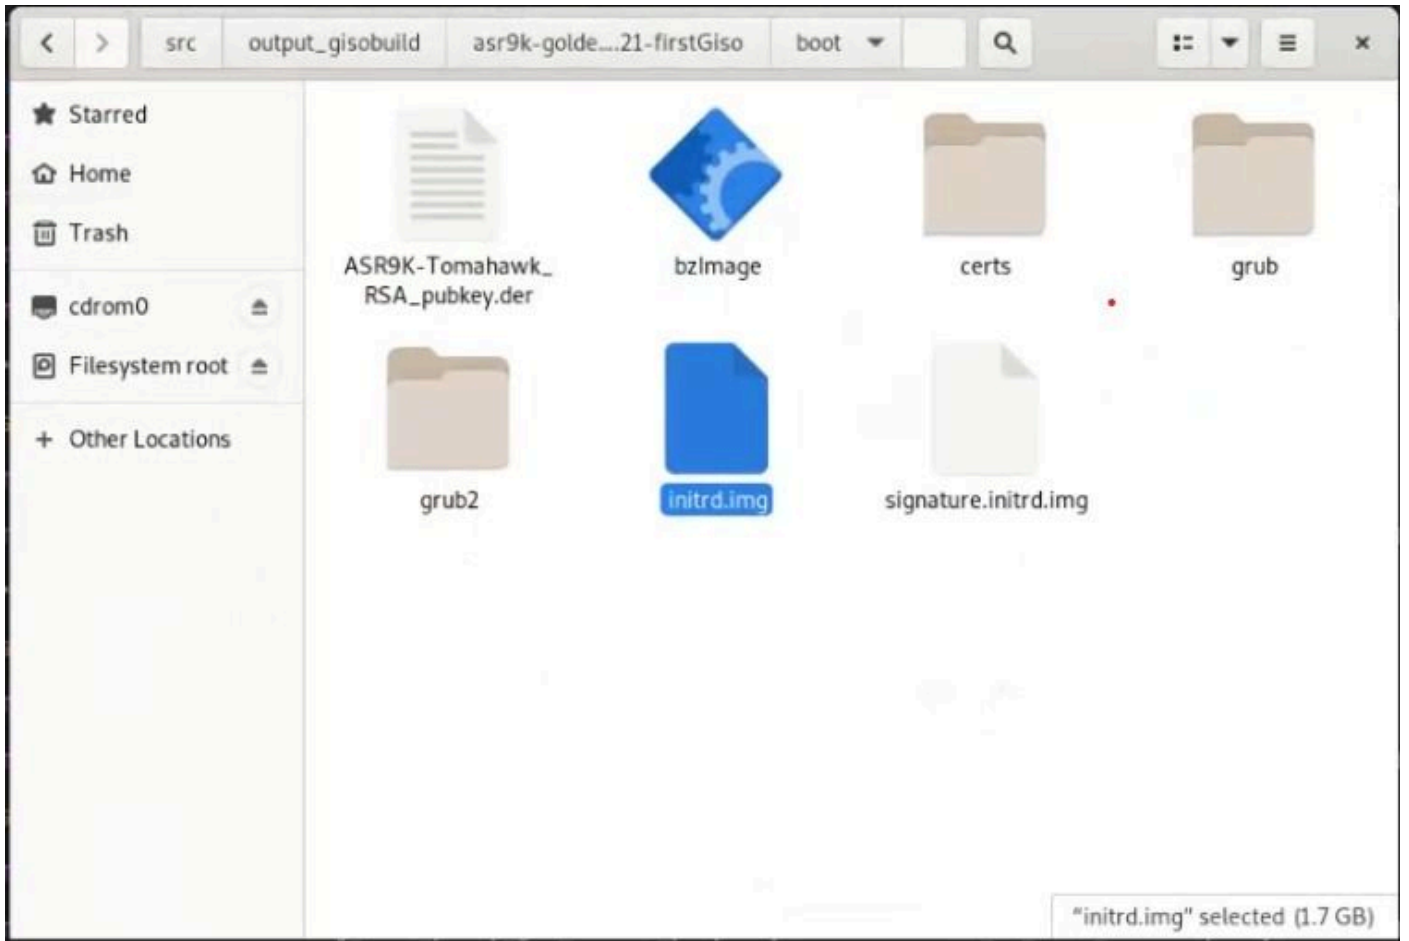 src output_gisobuild asr9k-golde....21-firstGiso boot
Starred
Home
Trash
cdrom0
Filesystem root
+ Other Locations
ASR9K-Tomahawk_
RSA_pubkey.der
bzImage
certs
grub
grub2
initrd.img
signature.initrd.img
"initrd.img" selected (1.7 GB)